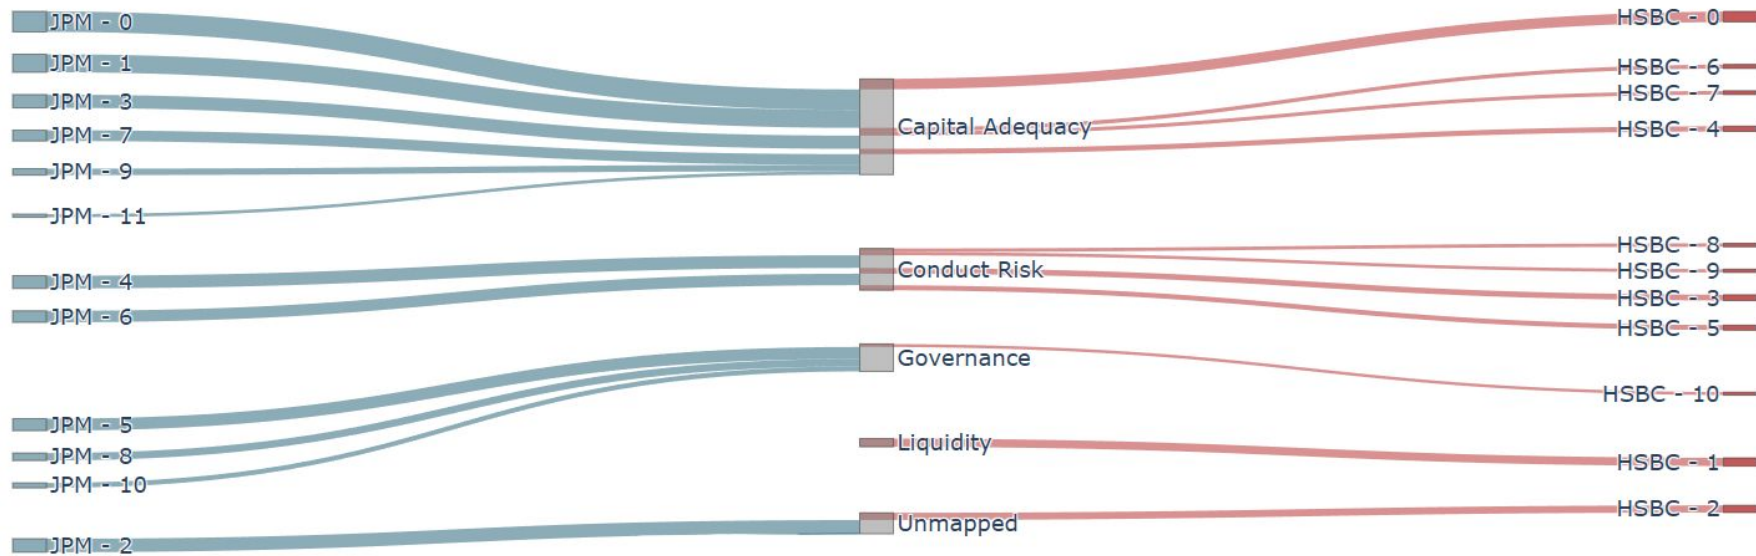 JPM - 0
JPM - 1
JPM - 3
JPM - 7
JPM - 9
JPM - 11
JPM - 4
JPM - 6
JPM - 5
JPM - 8
JPM - 10
JPM - 2
Capital Adequacy
Conduct Risk
Governance
Liquidity
Unmapped
HSBC - 0
HSBC - 6
HSBC - 7
HSBC - 4
HSBC - 8
HSBC - 9
HSBC - 3
HSBC - 5
HSBC - 10
HSBC - 1
HSBC - 2